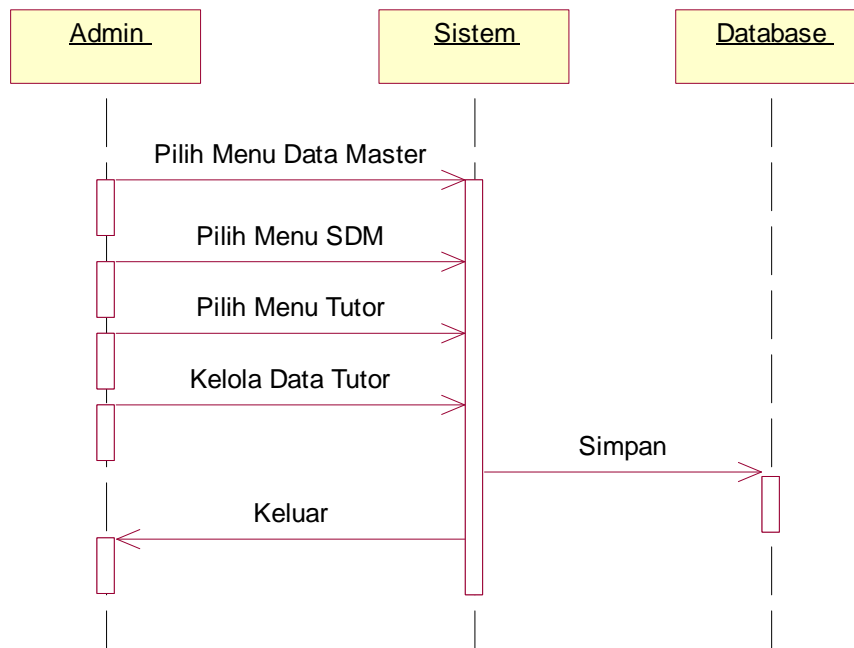 Admin
Sistem
Database
Pilih Menu Data Master
Pilih Menu SDM
Pilih Menu Tutor
Kelola Data Tutor
Simpan
Keluar